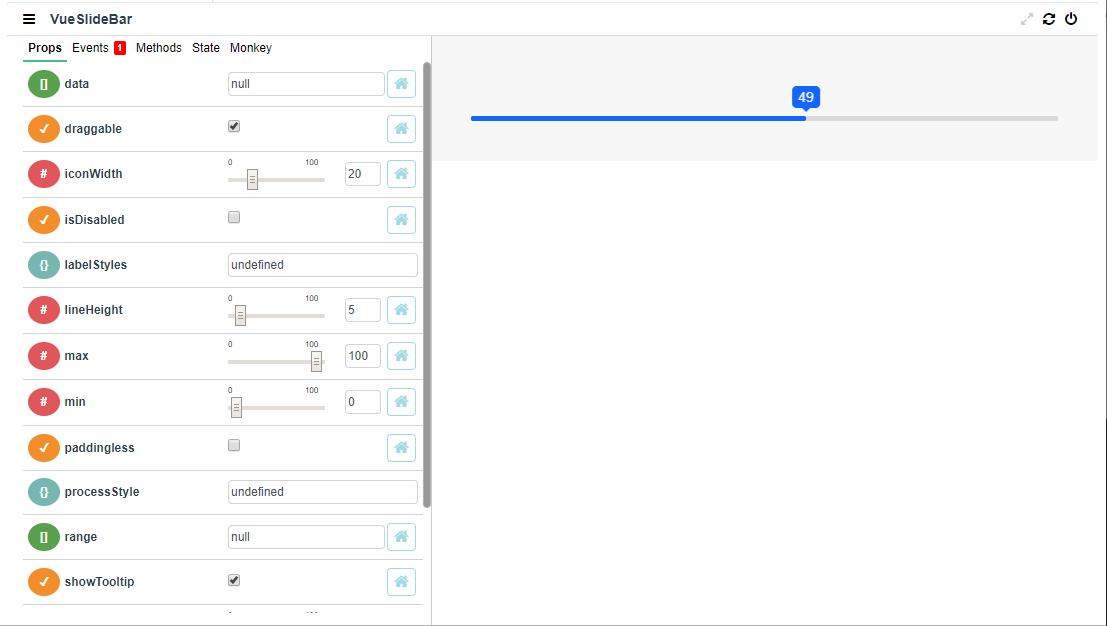 VueSlideBar
Props Events 1 Methods State Monkey
[] data null
draggable
# iconWidth 0 100 20
isDisabled
{} labelStyles undefined
# lineHeight 0 100 5
# max 0 100 100
# min 0 100 0
paddingless
{} processStyle undefined
[] range null
showTooltip
49